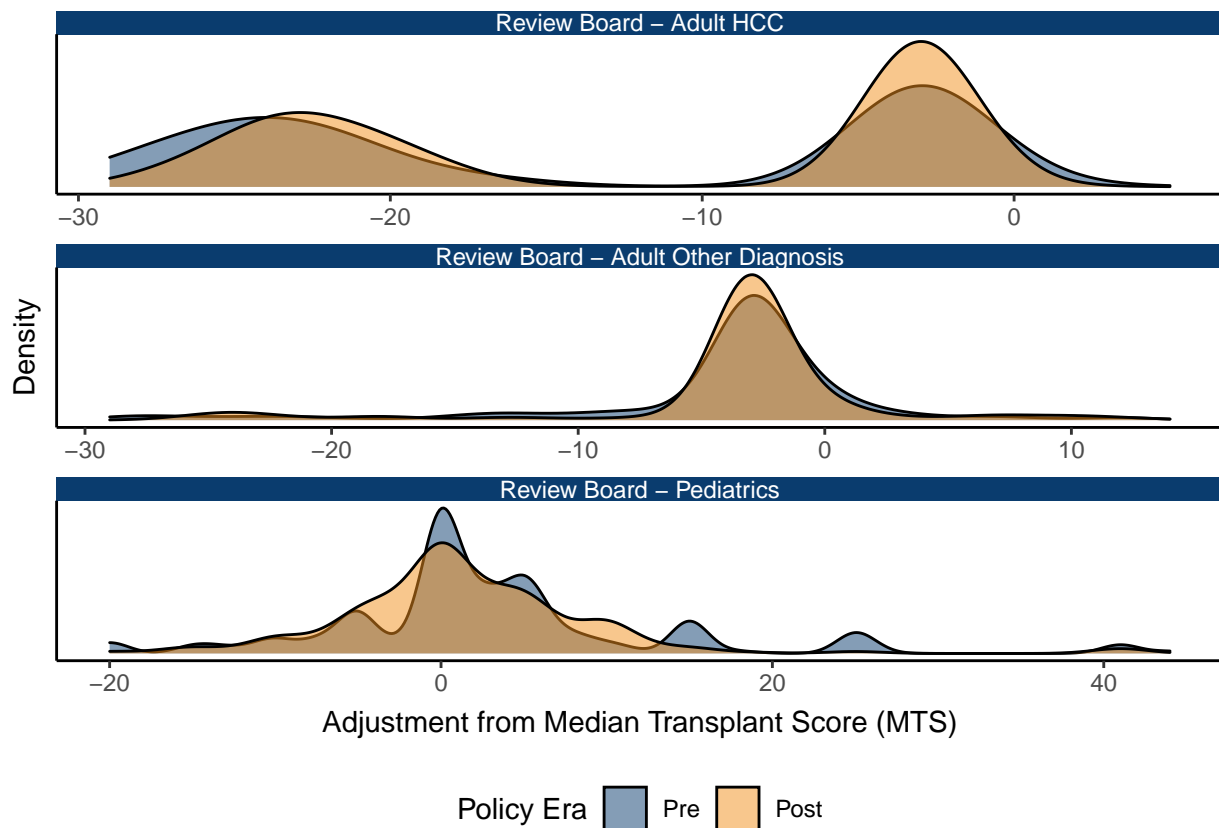 Review Board – Adult HCC
−30 −20 −10 0
Review Board – Adult Other Diagnosis
−30 −20 −10 0 10
Density
Review Board – Pediatrics
−20 0 20 40
Adjustment from Median Transplant Score (MTS)
Policy Era Pre Post